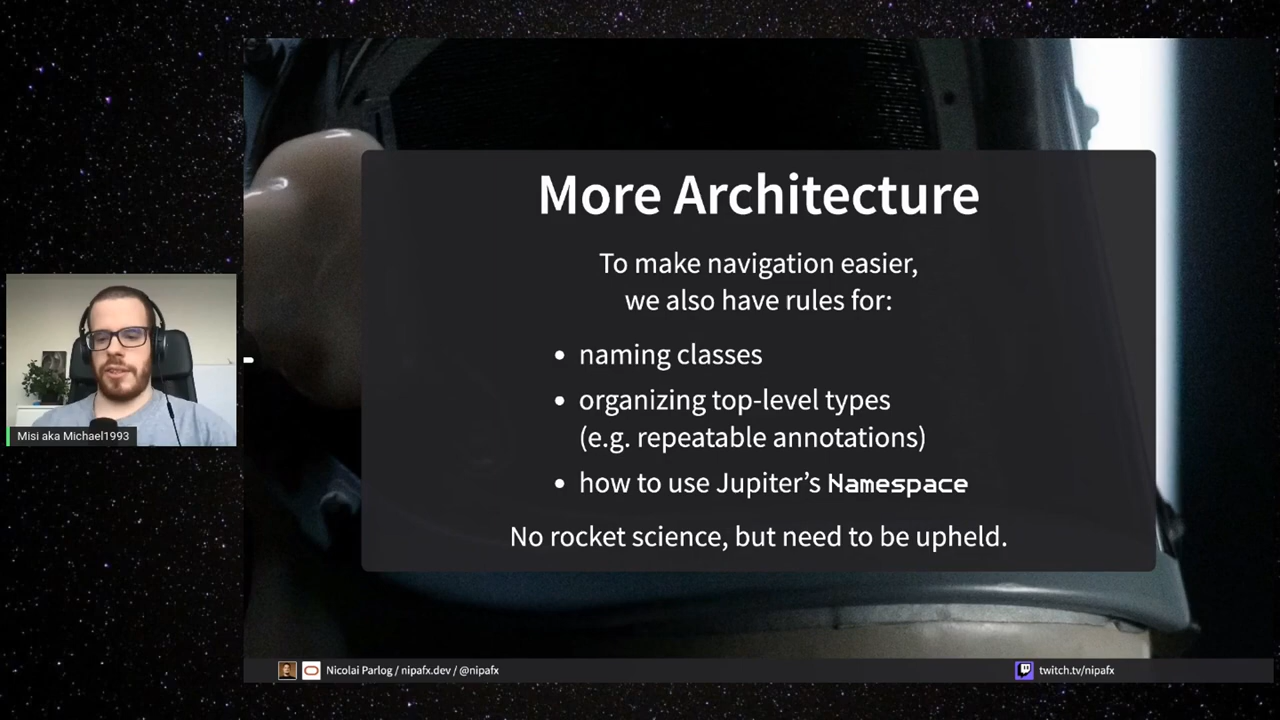 More Architecture
To make navigation easier,
we also have rules for:
• naming classes
• organizing top-level types
(e.g. repeatable annotations)
• how to use Jupiter’s Namespace
No rocket science, but need to be upheld.
Misi aka Michael1993
Nicolai Parlog / nipafx.dev / @nipafx
twitch.tv/nipafx